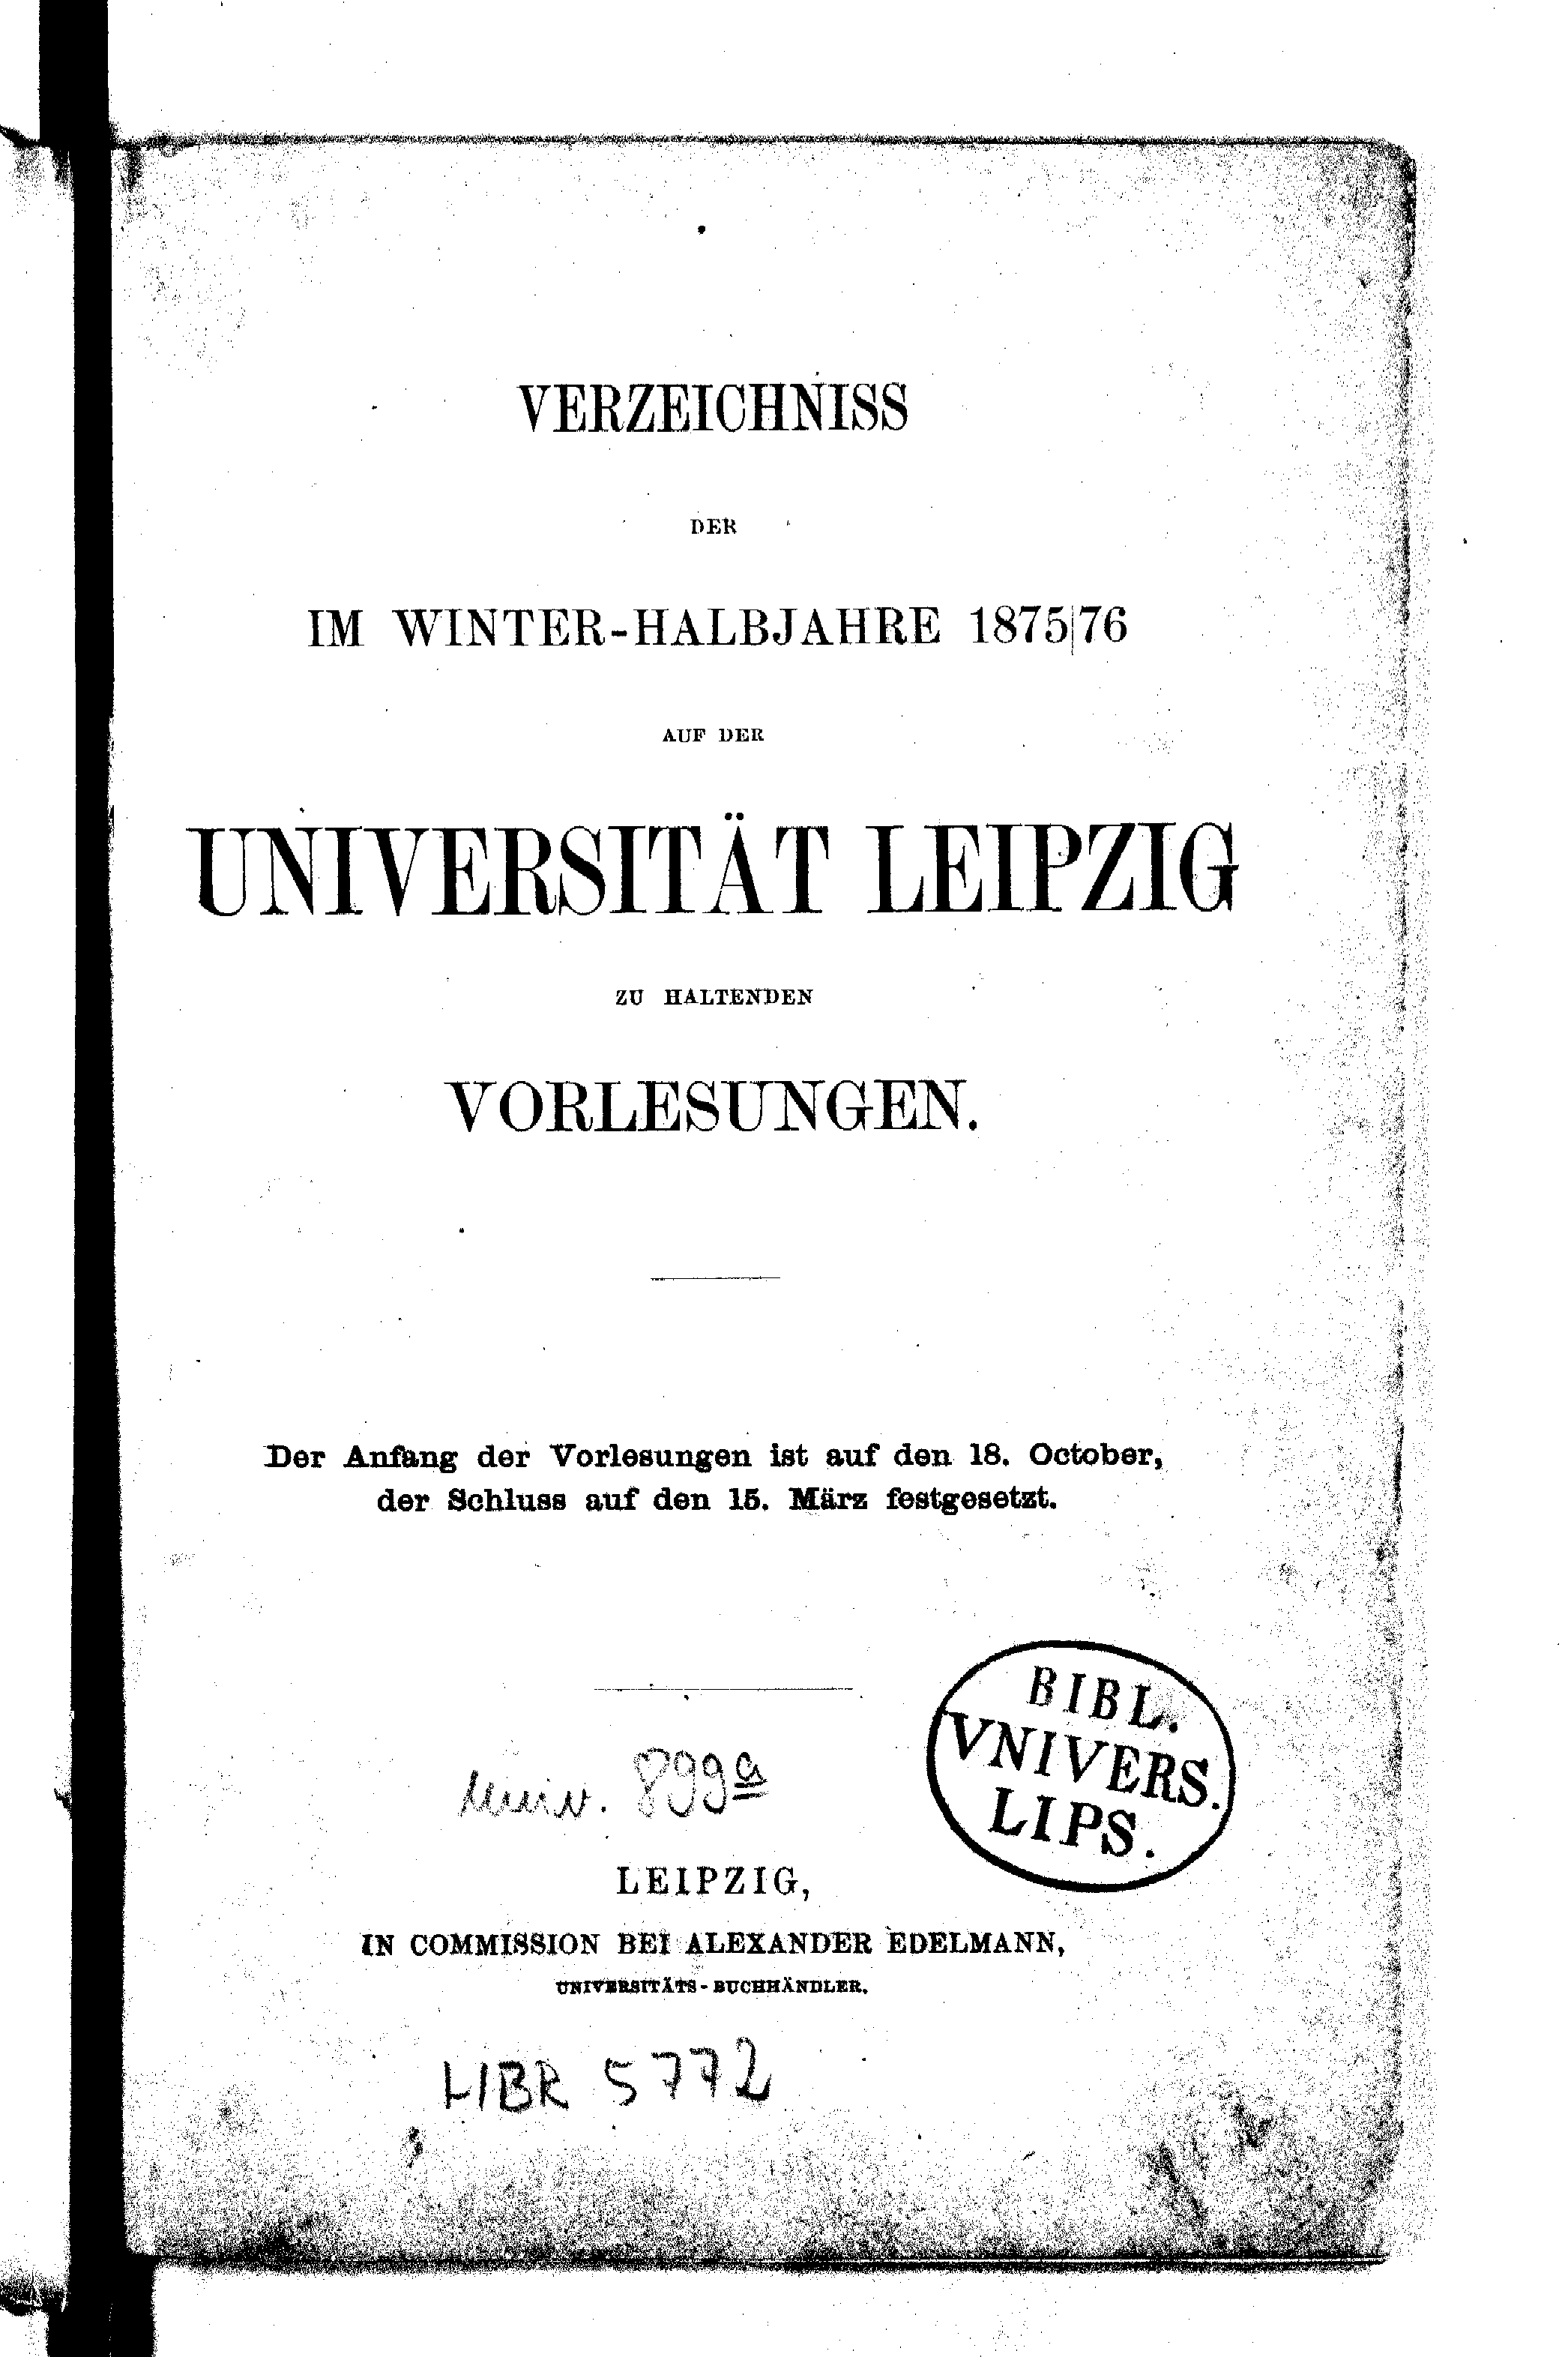 VERZEICHNISS
DER
IM WINTER-HALBJAHRE 1875|76
AUF DER
UNIVERSITÄT LEIPZIG
ZU HALTENDEN
VORLESUNGEN.
Der Anfang der Vorlesungen ist auf den 18. October,
der Schluss auf den 15. März festgesetzt.
BIBL.
VNIVERS.
LIPS.
Univ. 899a
LEIPZIG,
IN COMMISSION BEI ALEXANDER EDELMANN,
UNIVERSITÄTS-BUCHHÄNDLER.
LIBR 5772